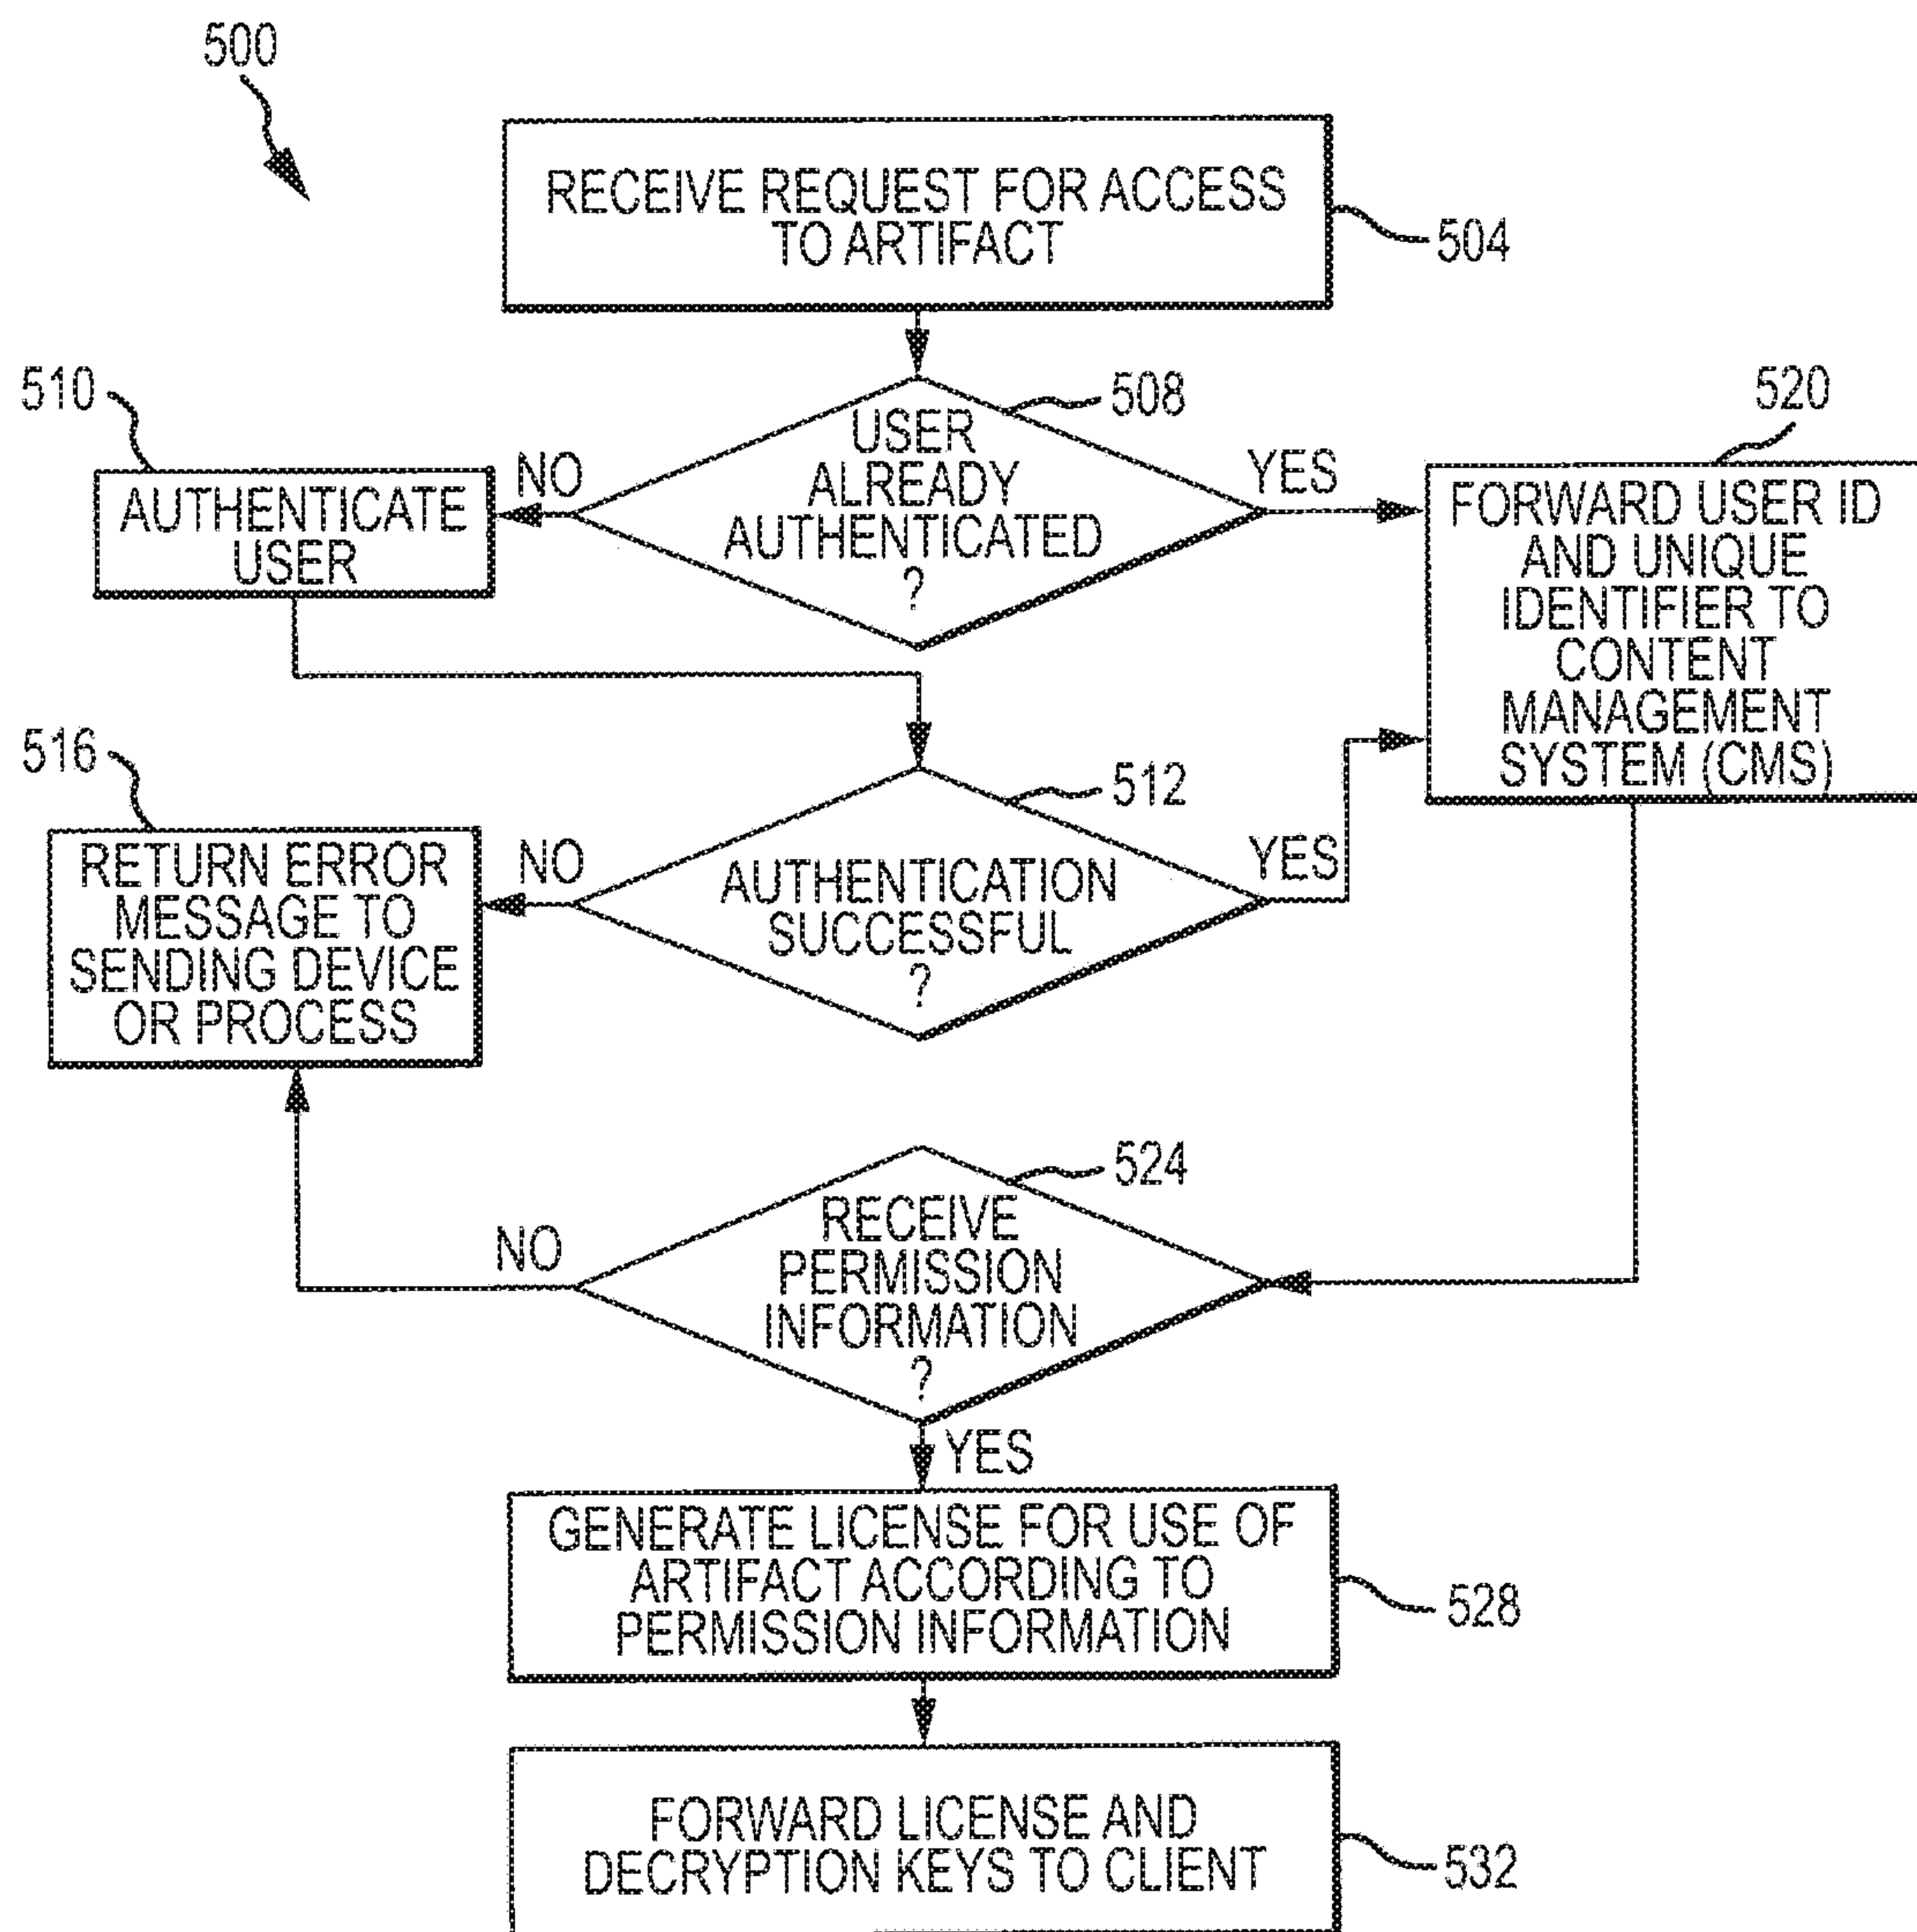 500
RECEIVE REQUEST FOR ACCESS
TO ARTIFACT
504
510
508
520
USER
ALREADY
AUTHENTICATED
?
NO
YES
AUTHENTICATE
USER
FORWARD USER ID
AND UNIQUE
IDENTIFIER TO
CONTENT
MANAGEMENT
SYSTEM (CMS)
516
512
AUTHENTICATION
SUCCESSFUL
?
NO
YES
RETURN ERROR
MESSAGE TO
SENDING DEVICE
OR PROCESS
524
RECEIVE
PERMISSION
INFORMATION
?
NO
YES
GENERATE LICENSE FOR USE OF
ARTIFACT ACCORDING TO
PERMISSION INFORMATION
528
FORWARD LICENSE AND
DECRYPTION KEYS TO CLIENT
532